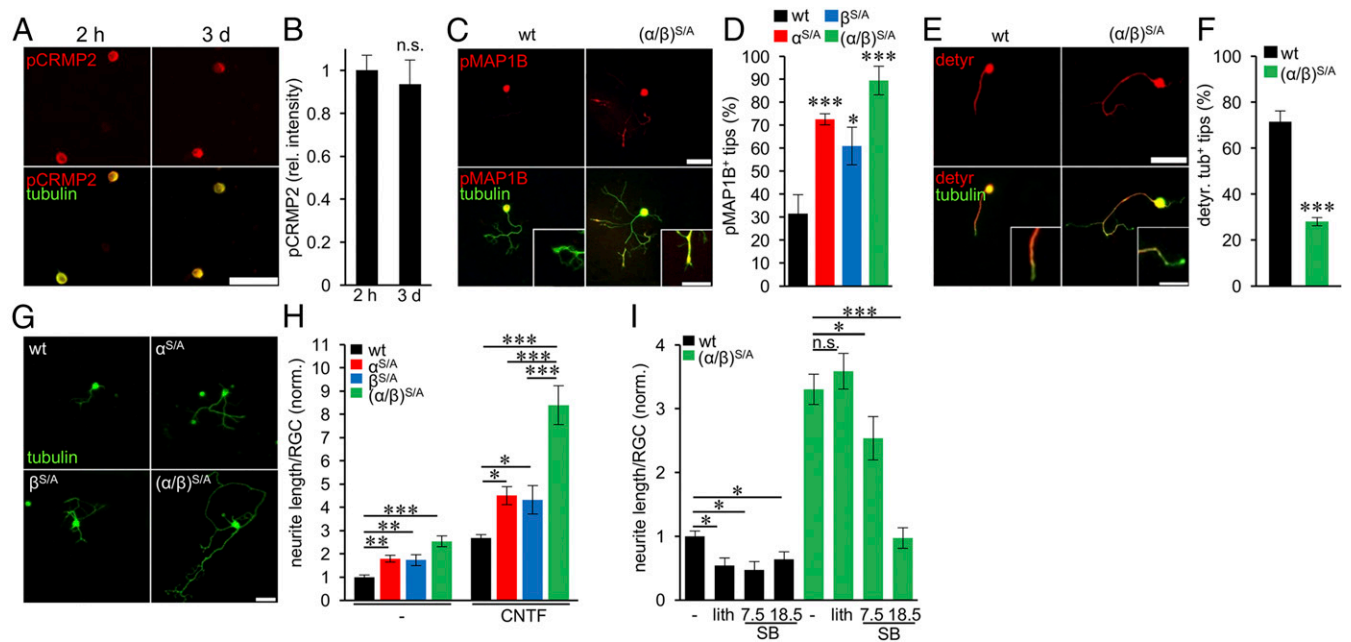 A
2 h
3 d
pCRMP2
pCRMP2
tubulin
B
n.s.
pCRMP2 (rel. intensity)
1
0.8
0.6
0.4
0.2
0
2 h
3 d
C
wt
(α/β)S/A
pMAP1B
pMAP1B
tubulin
D
wt
αS/A
βS/A
(α/β)S/A
pMAP1B+ tips (%)
100
90
80
70
60
50
40
30
20
10
0
***
*
***
E
wt
(α/β)S/A
detyr
detyr
tubulin
F
wt
(α/β)S/A
detyr. tub+ tips (%)
100
80
60
40
20
0
***
G
wt
αS/A
tubulin
βS/A
(α/β)S/A
H
wt
αS/A
βS/A
(α/β)S/A
neurite length/RGC (norm.)
11
10
9
8
7
6
5
4
3
2
1
0
***
**
**
***
***
***
*
*
-
CNTF
I
wt
(α/β)S/A
neurite length/RGC (norm.)
4
3
2
1
0
*
*
*
***
*
n.s.
- lith 7.5 18.5 - lith 7.5 18.5
SB SB